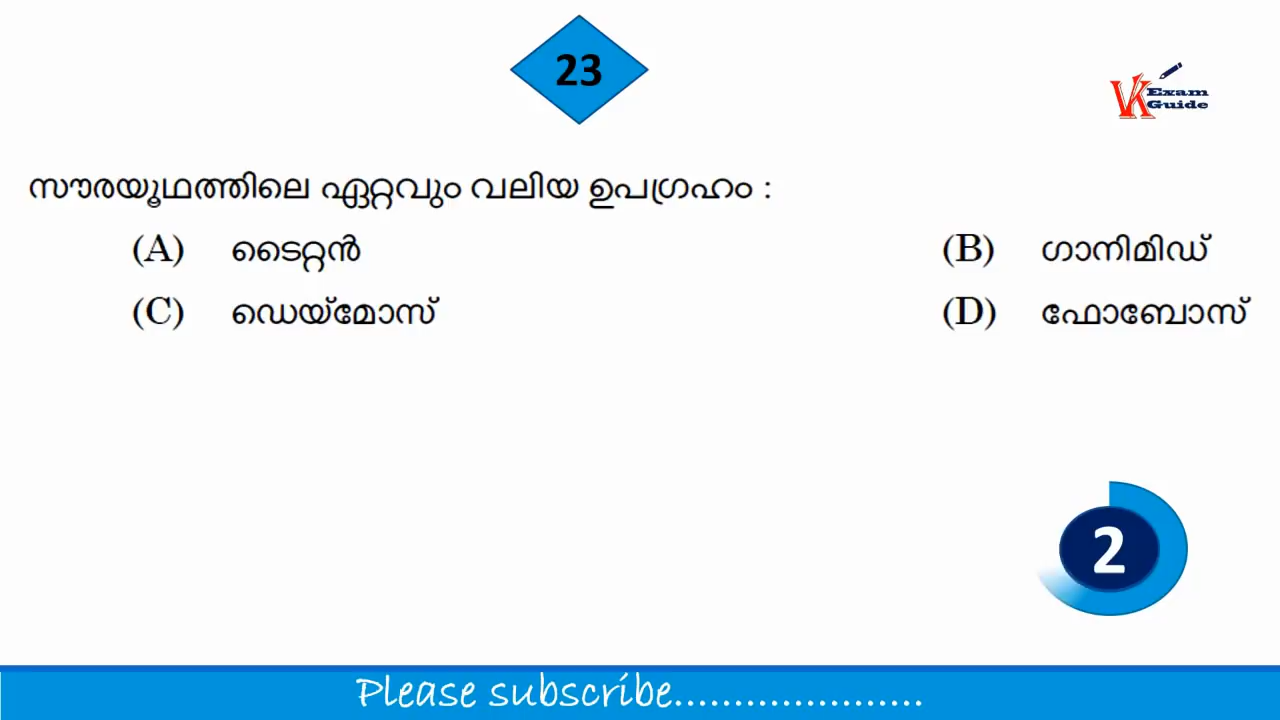 23
VK Exam Guide
സൗരയൂഥത്തിലെ ഏറ്റവും വലിയ ഉപഗ്രഹം :
(A) ടൈറ്റൻ (B) ഗാനിമിഡ്
(C) ഡെയ്മോസ് (D) ഫോബോസ്
2
Please subscribe.....................